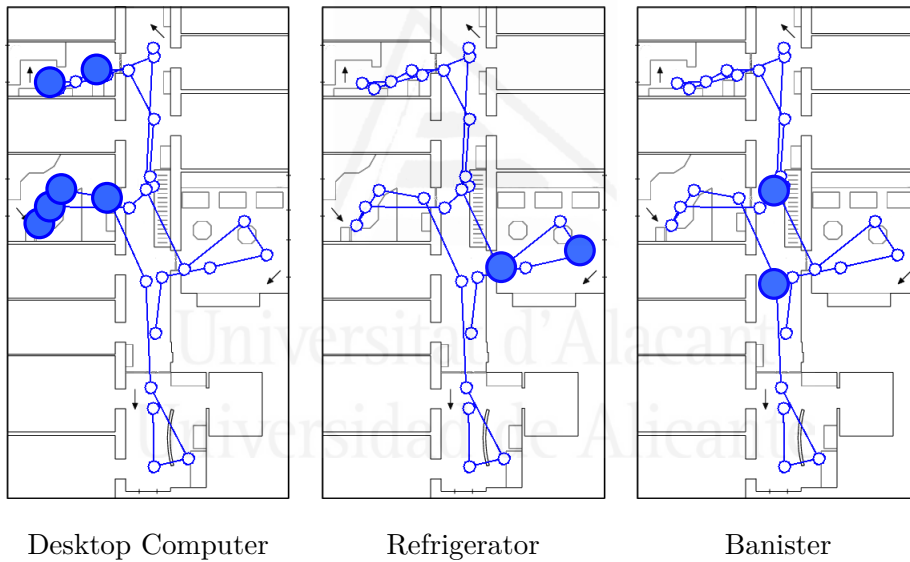 Universitat d'Alacant
Universidad de Alicante
Desktop Computer
Refrigerator
Banister